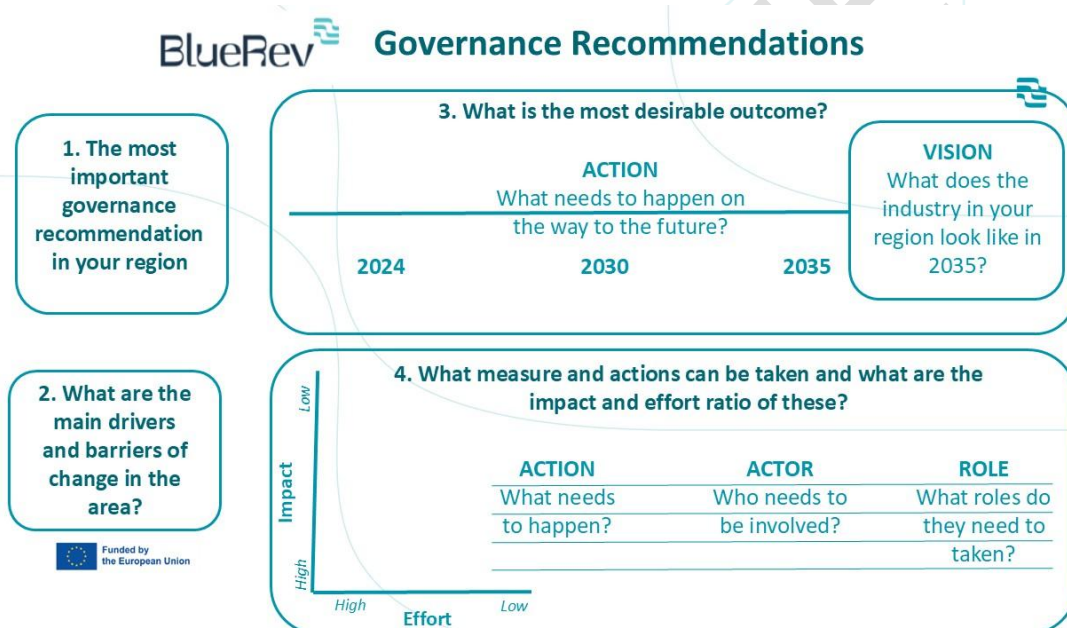 BlueRev
Governance Recommendations
1. The most
important
governance
recommendation
in your region
3. What is the most desirable outcome?
ACTION
What needs to happen on
the way to the future?
2024
2030
2035
VISION
What does the
industry in your
region look like in
2035?
2. What are the
main drivers
and barriers of
change in the
area?
Funded by
the European Union
4. What measure and actions can be taken and what are the
impact and effort ratio of these?
Low
Impact
High
High
Low
Effort
ACTION
What needs
to happen?
ACTOR
Who needs to
be involved?
ROLE
What roles do
they need to
taken?